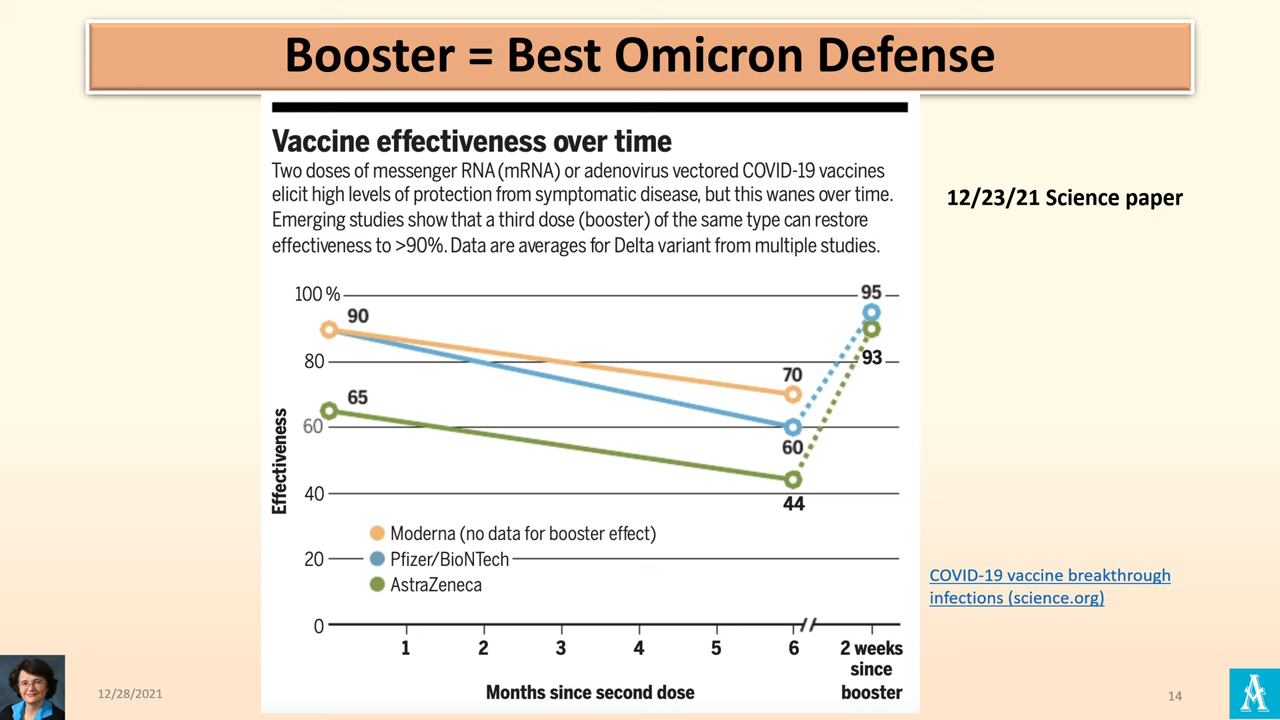 Booster = Best Omicron Defense
Vaccine effectiveness over time
Two doses of messenger RNA (mRNA) or adenovirus vectored COVID-19 vaccines
elicit high levels of protection from symptomatic disease, but this wanes over time.
Emerging studies show that a third dose (booster) of the same type can restore
effectiveness to >90%. Data are averages for Delta variant from multiple studies.
12/23/21 Science paper
100 %
95
90
80
93
70
65
60
60
44
40
Effectiveness
Moderna (no data for booster effect)
20
Pfizer/BioNTech
AstraZeneca
0
1 2 3 4 5 6
2 weeks
since
booster
Months since second dose
COVID-19 vaccine breakthrough
infections (science.org)
12/28/2021
14
A